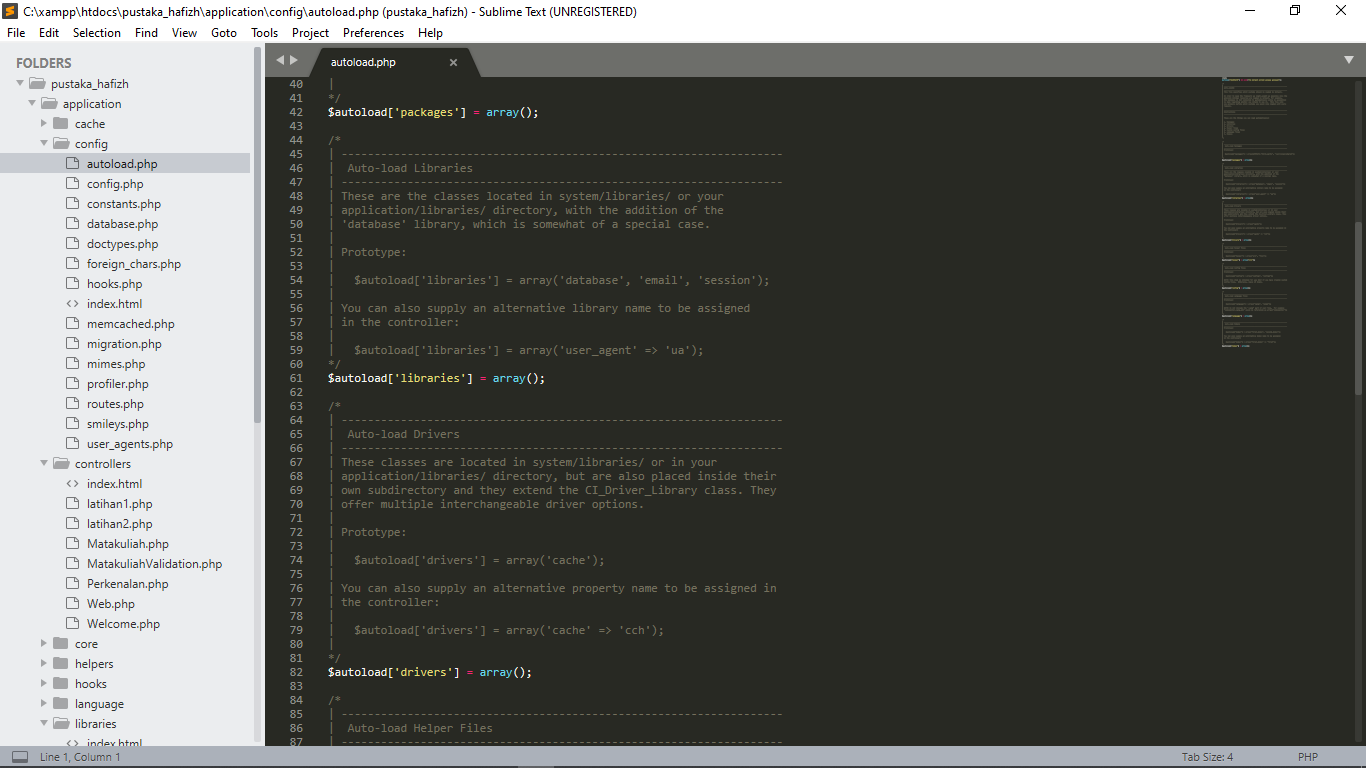 C:\xampp\htdocs\pustaka_hafizh\application\config\autoload.php (pustaka_hafizh) - Sublime Text (UNREGISTERED)
File Edit Selection Find View Goto Tools Project Preferences Help
FOLDERS
pustaka_hafizh
application
cache
config
autoload.php
config.php
constants.php
database.php
doctypes.php
foreign_chars.php
hooks.php
index.html
memcached.php
migration.php
mimes.php
profiler.php
routes.php
smileys.php
user_agents.php
controllers
index.html
latihan1.php
latihan2.php
Matakuliah.php
MatakuliahValidation.php
Perkenalan.php
Web.php
Welcome.php
core
helpers
hooks
language
libraries
index.html
autoload.php
40 |
41 */
42 $autoload['packages'] = array();
43
44 /*
45 | -------------------------------------------------------------------
46 |  Auto-load Libraries
47 | -------------------------------------------------------------------
48 | These are the classes located in system/libraries/ or your
49 | application/libraries/ directory, with the addition of the
50 | 'database' library, which is somewhat of a special case.
51 |
52 | Prototype:
53 |
54 |   $autoload['libraries'] = array('database', 'email', 'session');
55 |
56 | You can also supply an alternative library name to be assigned
57 | in the controller:
58 |
59 |   $autoload['libraries'] = array('user_agent' => 'ua');
60 */
61 $autoload['libraries'] = array();
62
63 /*
64 | -------------------------------------------------------------------
65 |  Auto-load Drivers
66 | -------------------------------------------------------------------
67 | These classes are located in system/libraries/ or in your
68 | application/libraries/ directory, but are also placed inside their
69 | own subdirectory and they extend the CI_Driver_Library class. They
70 | offer multiple interchangeable driver options.
71 |
72 | Prototype:
73 |
74 |   $autoload['drivers'] = array('cache');
75 |
76 | You can also supply an alternative property name to be assigned in
77 | the controller:
78 |
79 |   $autoload['drivers'] = array('cache' => 'cch');
80 |
81 */
82 $autoload['drivers'] = array();
83
84 /*
85 | -------------------------------------------------------------------
86 |  Auto-load Helper Files
87 | -------------------------------------------------------------------
Line 1, Column 1
Tab Size: 4
PHP